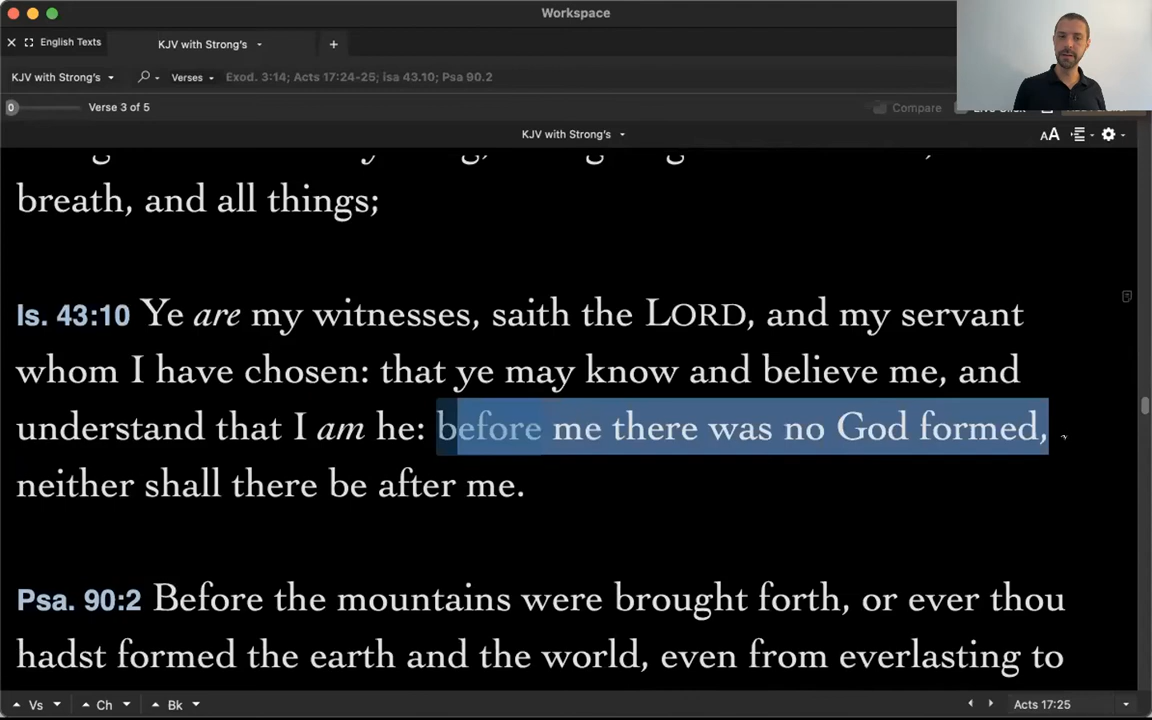 Workspace
English Texts
KJV with Strong's
+
KJV with Strong's
Verses
Exod. 3:14; Acts 17:24-25; isa 43.10; Psa 90.2
0
Verse 3 of 5
Compare
KJV with Strong's
AA
breath, and all things;
Is. 43:10 Ye are my witnesses, saith the LORD, and my servant
whom I have chosen: that ye may know and believe me, and
understand that I am he: before me there was no God formed,
neither shall there be after me.
Psa. 90:2 Before the mountains were brought forth, or ever thou
hadst formed the earth and the world, even from everlasting to
Vs
Ch
Bk
Acts 17:25